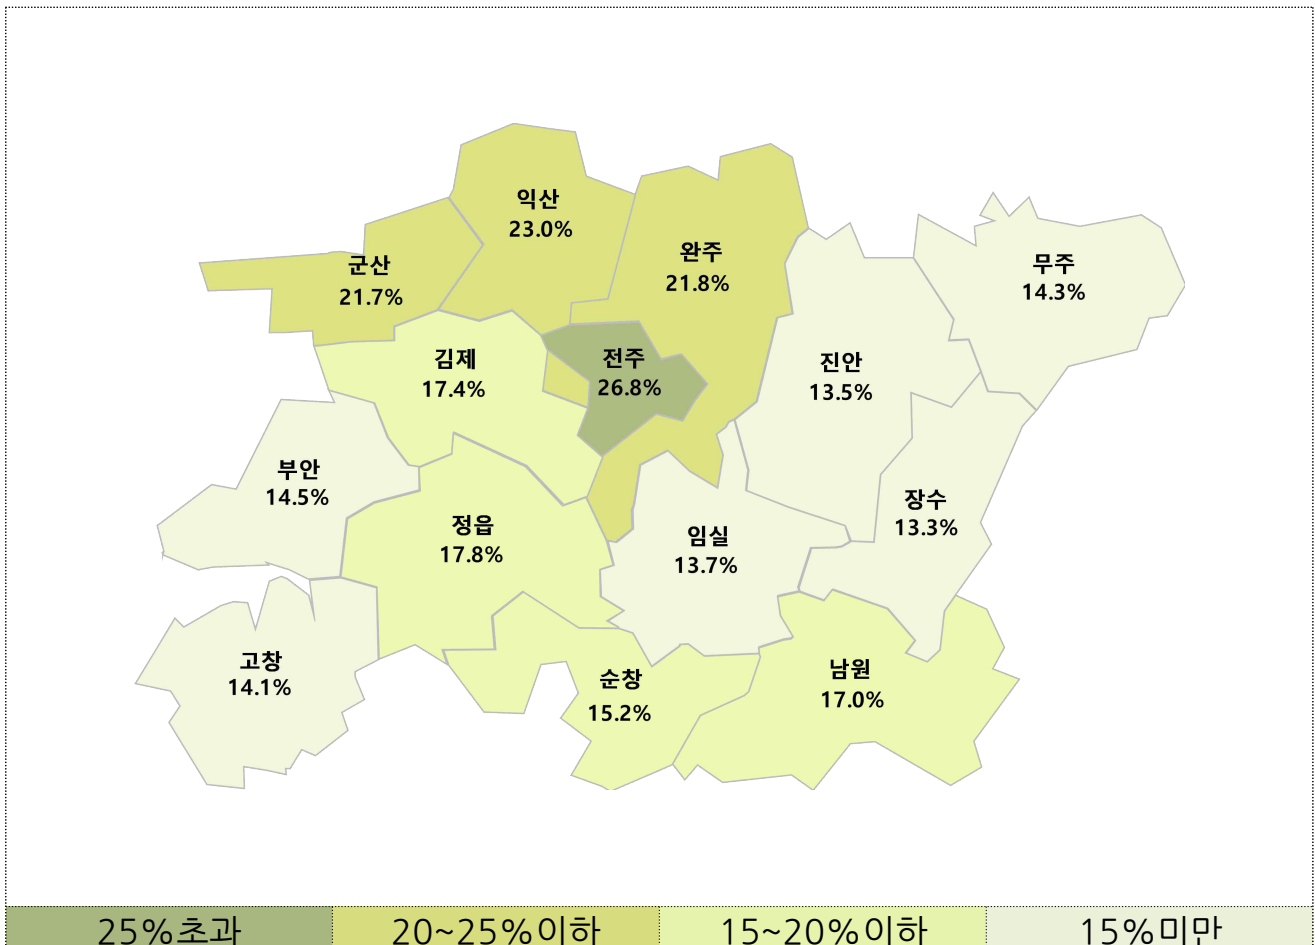 익산
23.0%
완주
21.8%
군산
21.7%
무주
14.3%
김제
17.4%
전주
26.8%
진안
13.5%
부안
14.5%
장수
13.3%
정읍
17.8%
임실
13.7%
고창
14.1%
순창
15.2%
남원
17.0%
25%초과
20~25%이하
15~20%이하
15%미만